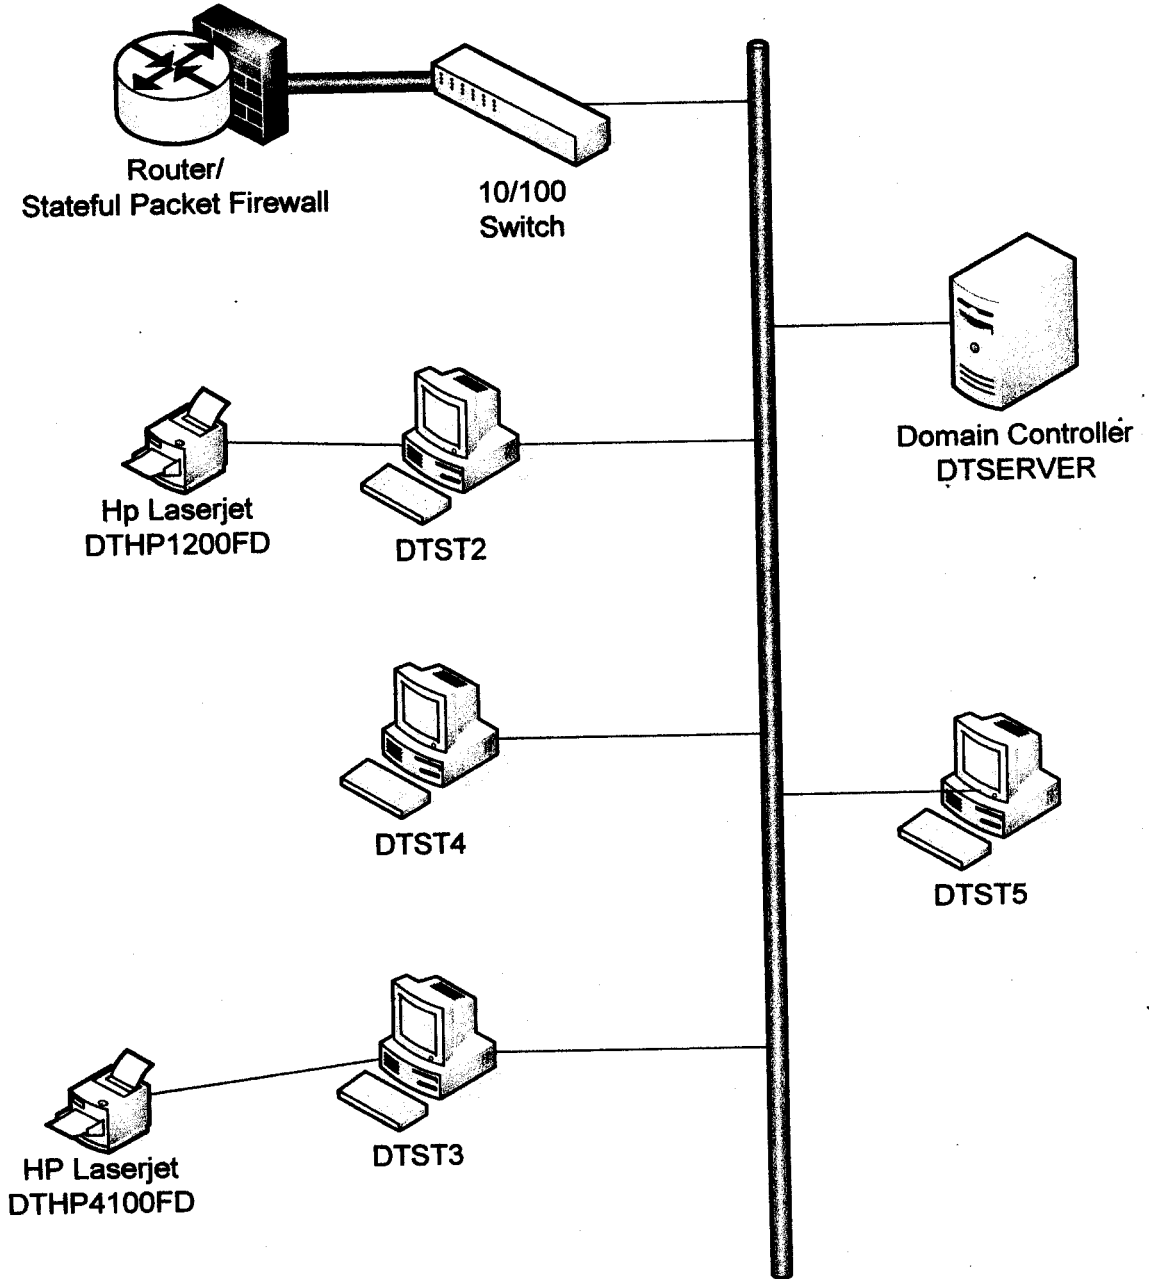 Router/
Stateful Packet Firewall
10/100
Switch
Domain Controller
DTSERVER
Hp Laserjet
DTHP1200FD
DTST2
DTST4
DTST5
DTST3
HP Laserjet
DTHP4100FD